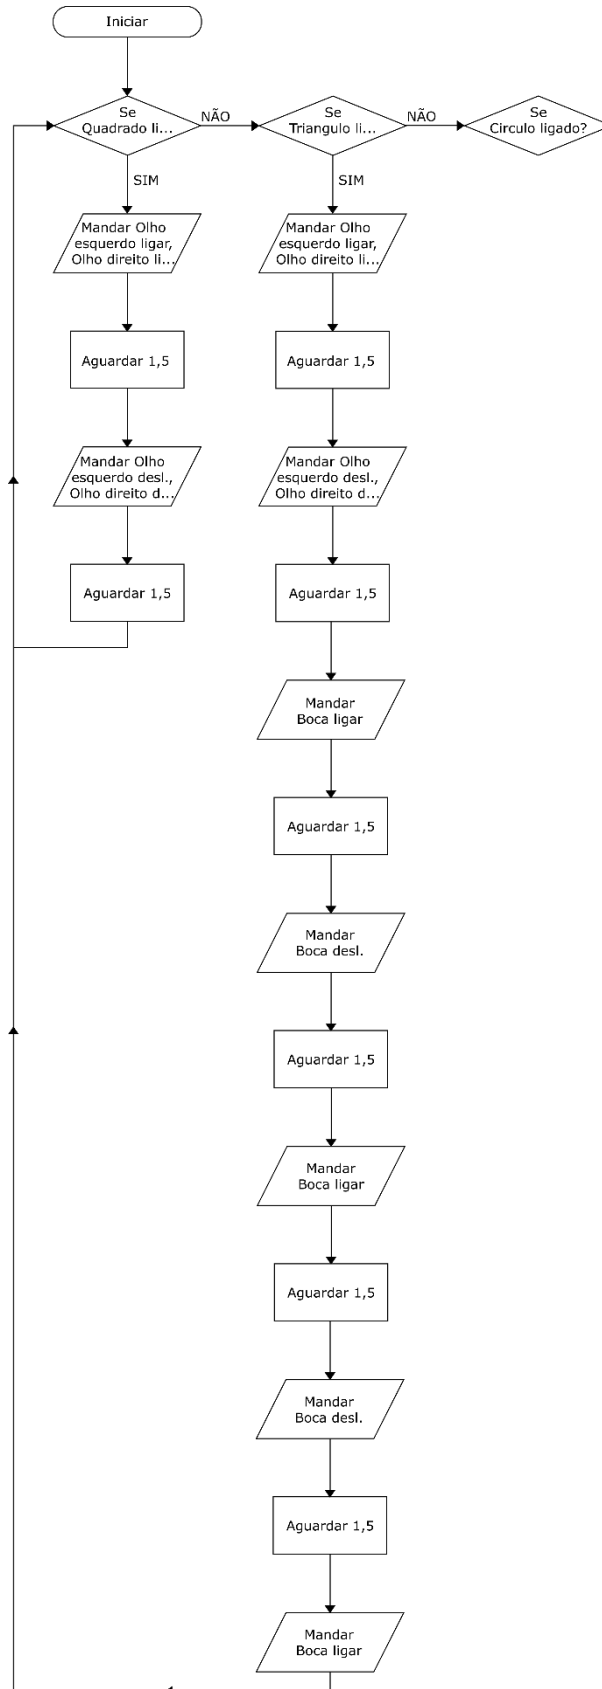 Iniciar
Se
Quadrado li...
NÃO
Se
Triangulo li...
NÃO
Se
Circulo ligado?
SIM
SIM
Mandar Olho
esquerdo ligar,
Olho direito li...
Mandar Olho
esquerdo ligar,
Olho direito li...
Aguardar 1,5
Aguardar 1,5
Mandar Olho
esquerdo desl.,
Olho direito d...
Mandar Olho
esquerdo desl.,
Olho direito d...
Aguardar 1,5
Aguardar 1,5
Mandar
Boca ligar
Aguardar 1,5
Mandar
Boca desl.
Aguardar 1,5
Mandar
Boca ligar
Aguardar 1,5
Mandar
Boca desl.
Aguardar 1,5
Mandar
Boca ligar